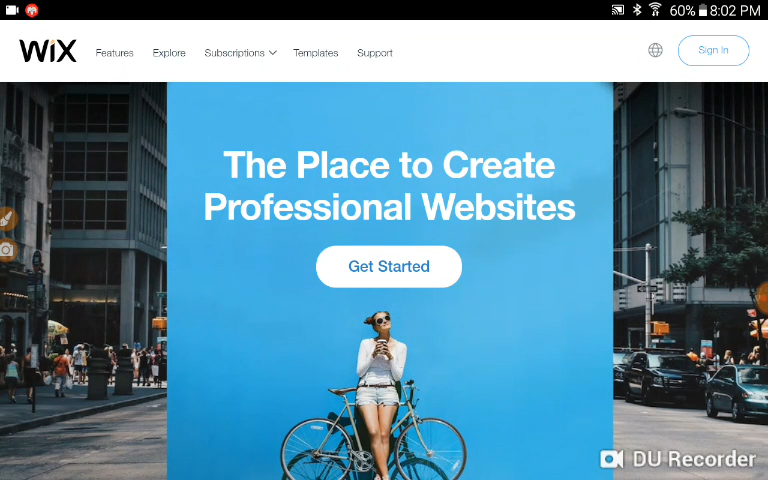 60% 8:02 PM
WiX Features Explore Subscriptions Templates Support Sign In
The Place to Create
Professional Websites
Get Started
DU Recorder